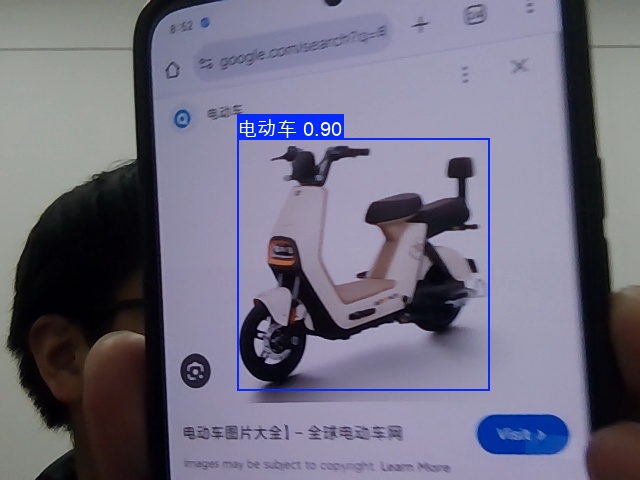 8:52
google.com/search?q=
电动车
电动车 0.90
电动车图片大全】 - 全球电动车网
Visit >
Images may be subject to copyright. Learn More